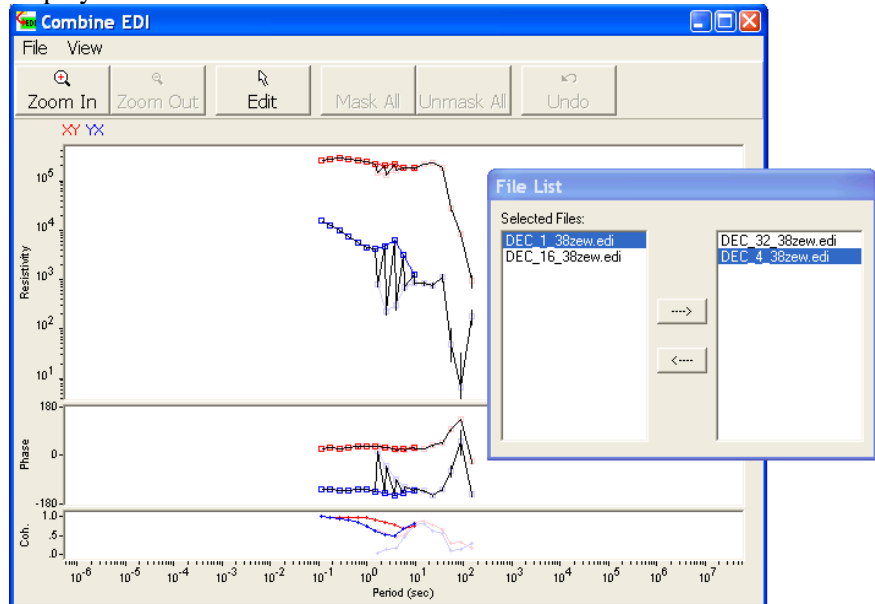 Combine EDI
File View
Zoom In Zoom Out Edit Mask All Unmask All Undo
XY YX
10^5
10^4
10^3
10^2
10^1
Resistivity
180
0
-180
Phase
1.0
.5
.0
Coh.
10^-6 10^-5 10^-4 10^-3 10^-2 10^-1 10^0 10^1 10^2 10^3 10^4 10^5 10^6 10^7
Period (sec)
File List
Selected Files:
DEC_1_38zew.edi
DEC_16_38zew.edi
---->
<----
DEC_32_38zew.edi
DEC_4_38zew.edi